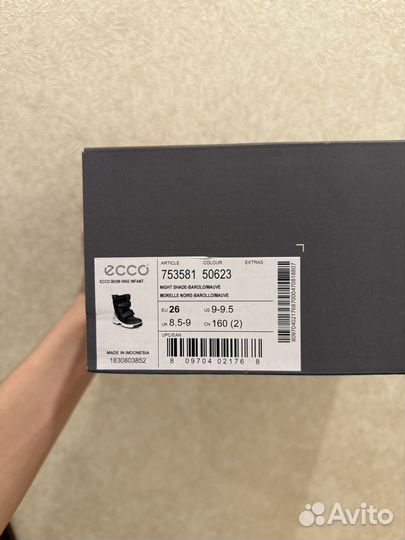 ARTICLE COLOUR EXTRAS
ecco
753581 50623
ECCO BIOM HIKE INFANT
NIGHT SHADE-BAROLO/MAUVE
MORELLE NOIRE-BAROLLO/MAUVE
EU 26 US 9-9.5
UK 8.5-9 CN 160 (2)
UPC/EAN
MADE IN INDONESIA
1830803852
8 09704 02176 8
Avito